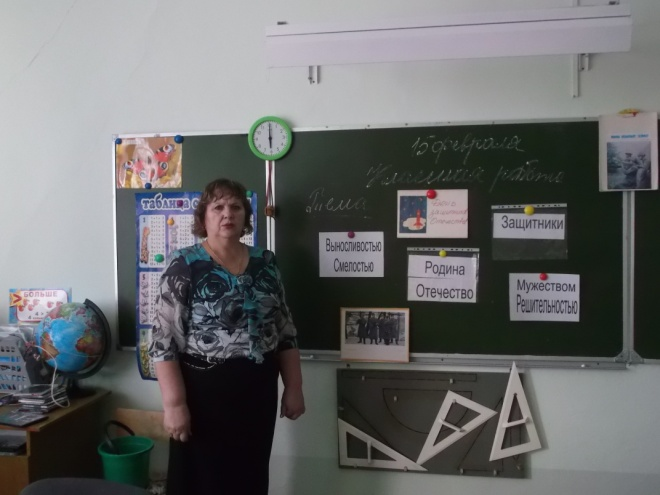 15 февраля
Классная работа
Тема
таблица
БОЛЬШЕ
Защитники
Выносливостью
Смелостью
Родина
Отечество
Мужеством
Решительностью